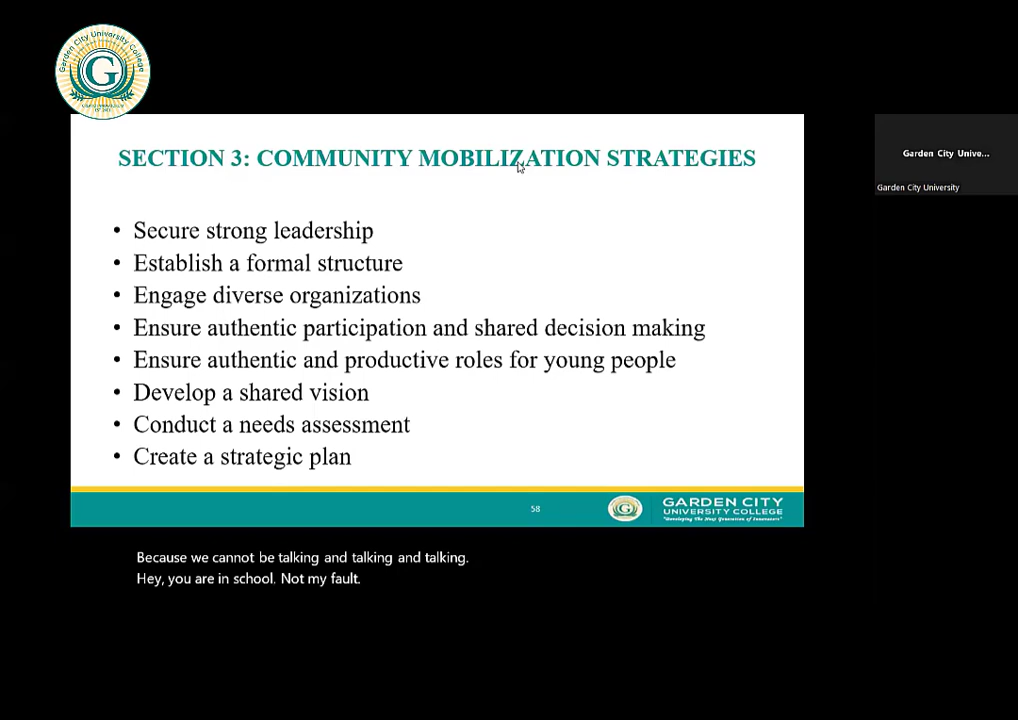 Garden City University College
G
SECTION 3: COMMUNITY MOBILIZATION STRATEGIES
• Secure strong leadership
• Establish a formal structure
• Engage diverse organizations
• Ensure authentic participation and shared decision making
• Ensure authentic and productive roles for young people
• Develop a shared vision
• Conduct a needs assessment
• Create a strategic plan
58
GARDEN CITY
UNIVERSITY COLLEGE
"Developing The Next Generation of Innovators"
Garden City Unive...
Garden City University
Because we cannot be talking and talking and talking.
Hey, you are in school. Not my fault.